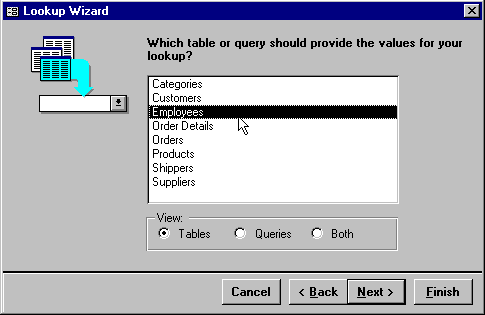 Lookup Wizard
Which table or query should provide the values for your
lookup?
Categories
Customers
Employees
Order Details
Orders
Products
Shippers
Suppliers
View:
Tables Queries Both
Cancel < Back Next > Finish